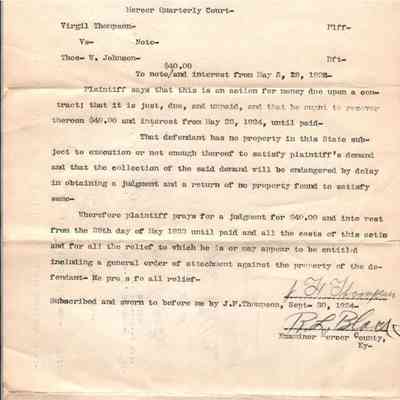 Mercer Quarterly Court-
Virgil Thompson- Plff-
Vs- Note-
Thos- W. Johnson- Dft-
$40.00
To note/and interest from May 5, 28, 1924-
Plaintiff says that this is an action for money due upon a con-
tract; that it is just, due, and unpaid, and that he ought to recover
thereon $40.00 and interest from May 28, 1924, until paid-
That defendant has no property in this State sub-
ject to execution or not enough thereof to satisfy plaintiff's demand
and that the collection of the said demand will be endangered by delay
in obtaining a judgment and a return of no property found to satisfy
same-
Wherefore plaintiff prays for a judgment for $40.00 and inte rest
from the 28th day of May 1923 until paid and all the costs of this actio
and for all the relief to which he is or may appear to be entitled
including a general order of attachment against the property of the de-
fendant- He pra s fo all relief-
J. F. Thompson
Subscribed and sworn to before me by J.F.Thompson, Sept- 30, 1924-
R. L.
Examiner Mercer County,
Ky-